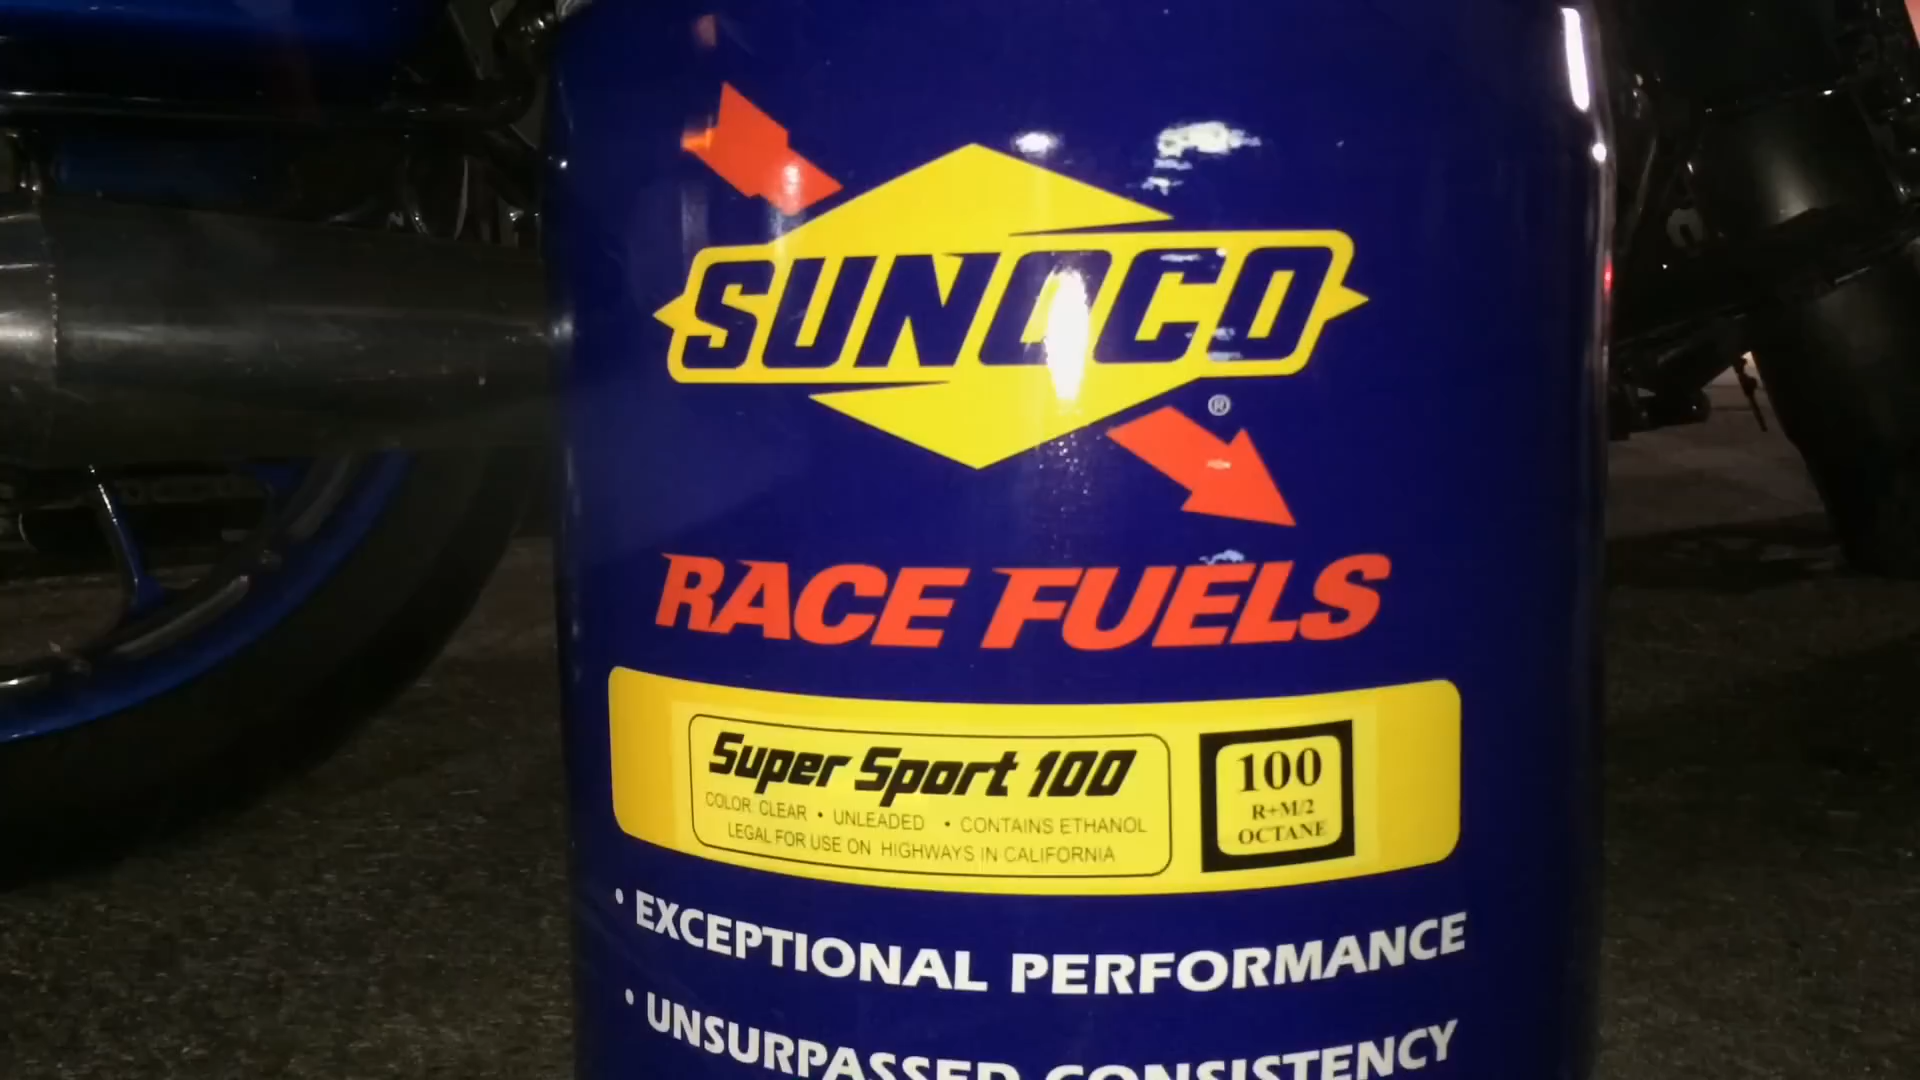 SUNOCO
®
RACE FUELS
Super Sport 100
COLOR: CLEAR • UNLEADED • CONTAINS ETHANOL
LEGAL FOR USE ON HIGHWAYS IN CALIFORNIA
100
R+M/2
OCTANE
• EXCEPTIONAL PERFORMANCE
• UNSURPASSED CONSISTENCY